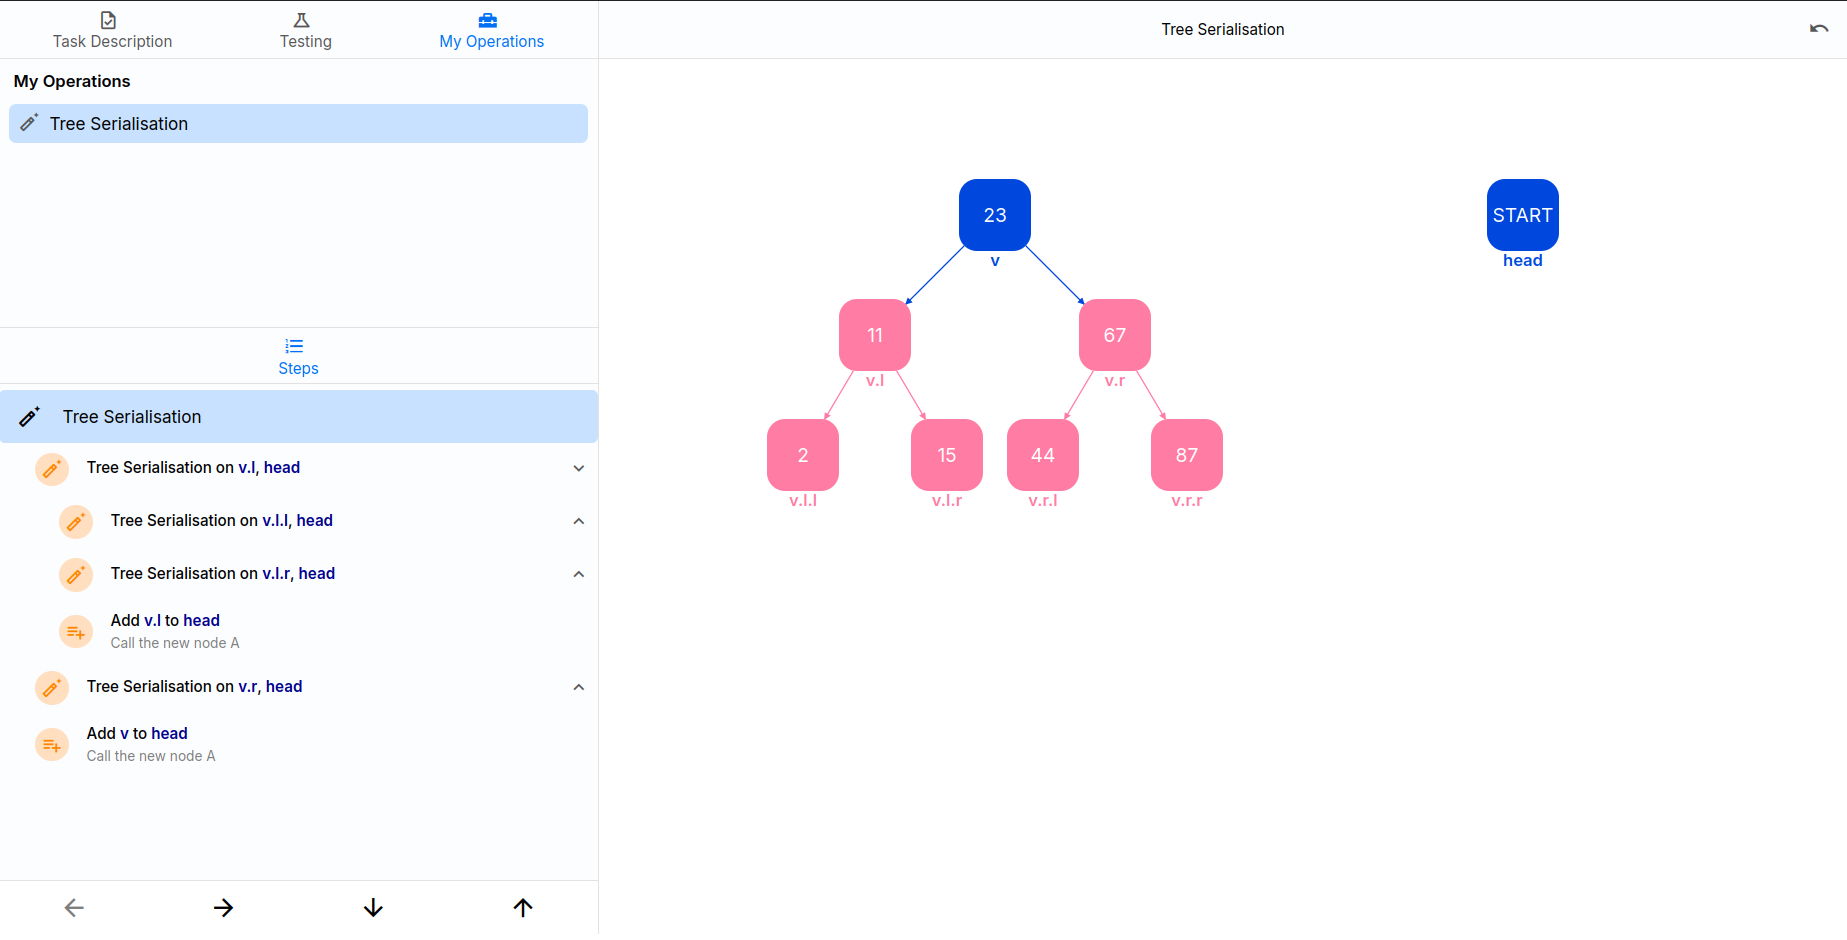 Task Description
Testing
My Operations
Tree Serialisation
My Operations
Tree Serialisation
Steps
Tree Serialisation
Tree Serialisation on v.l, head
Tree Serialisation on v.l.l, head
Tree Serialisation on v.l.r, head
Add v.l to head
Call the new node A
Tree Serialisation on v.r, head
Add v to head
Call the new node A
23
v
START
head
11
v.l
67
v.r
2
v.l.l
15
v.l.r
44
v.r.l
87
v.r.r